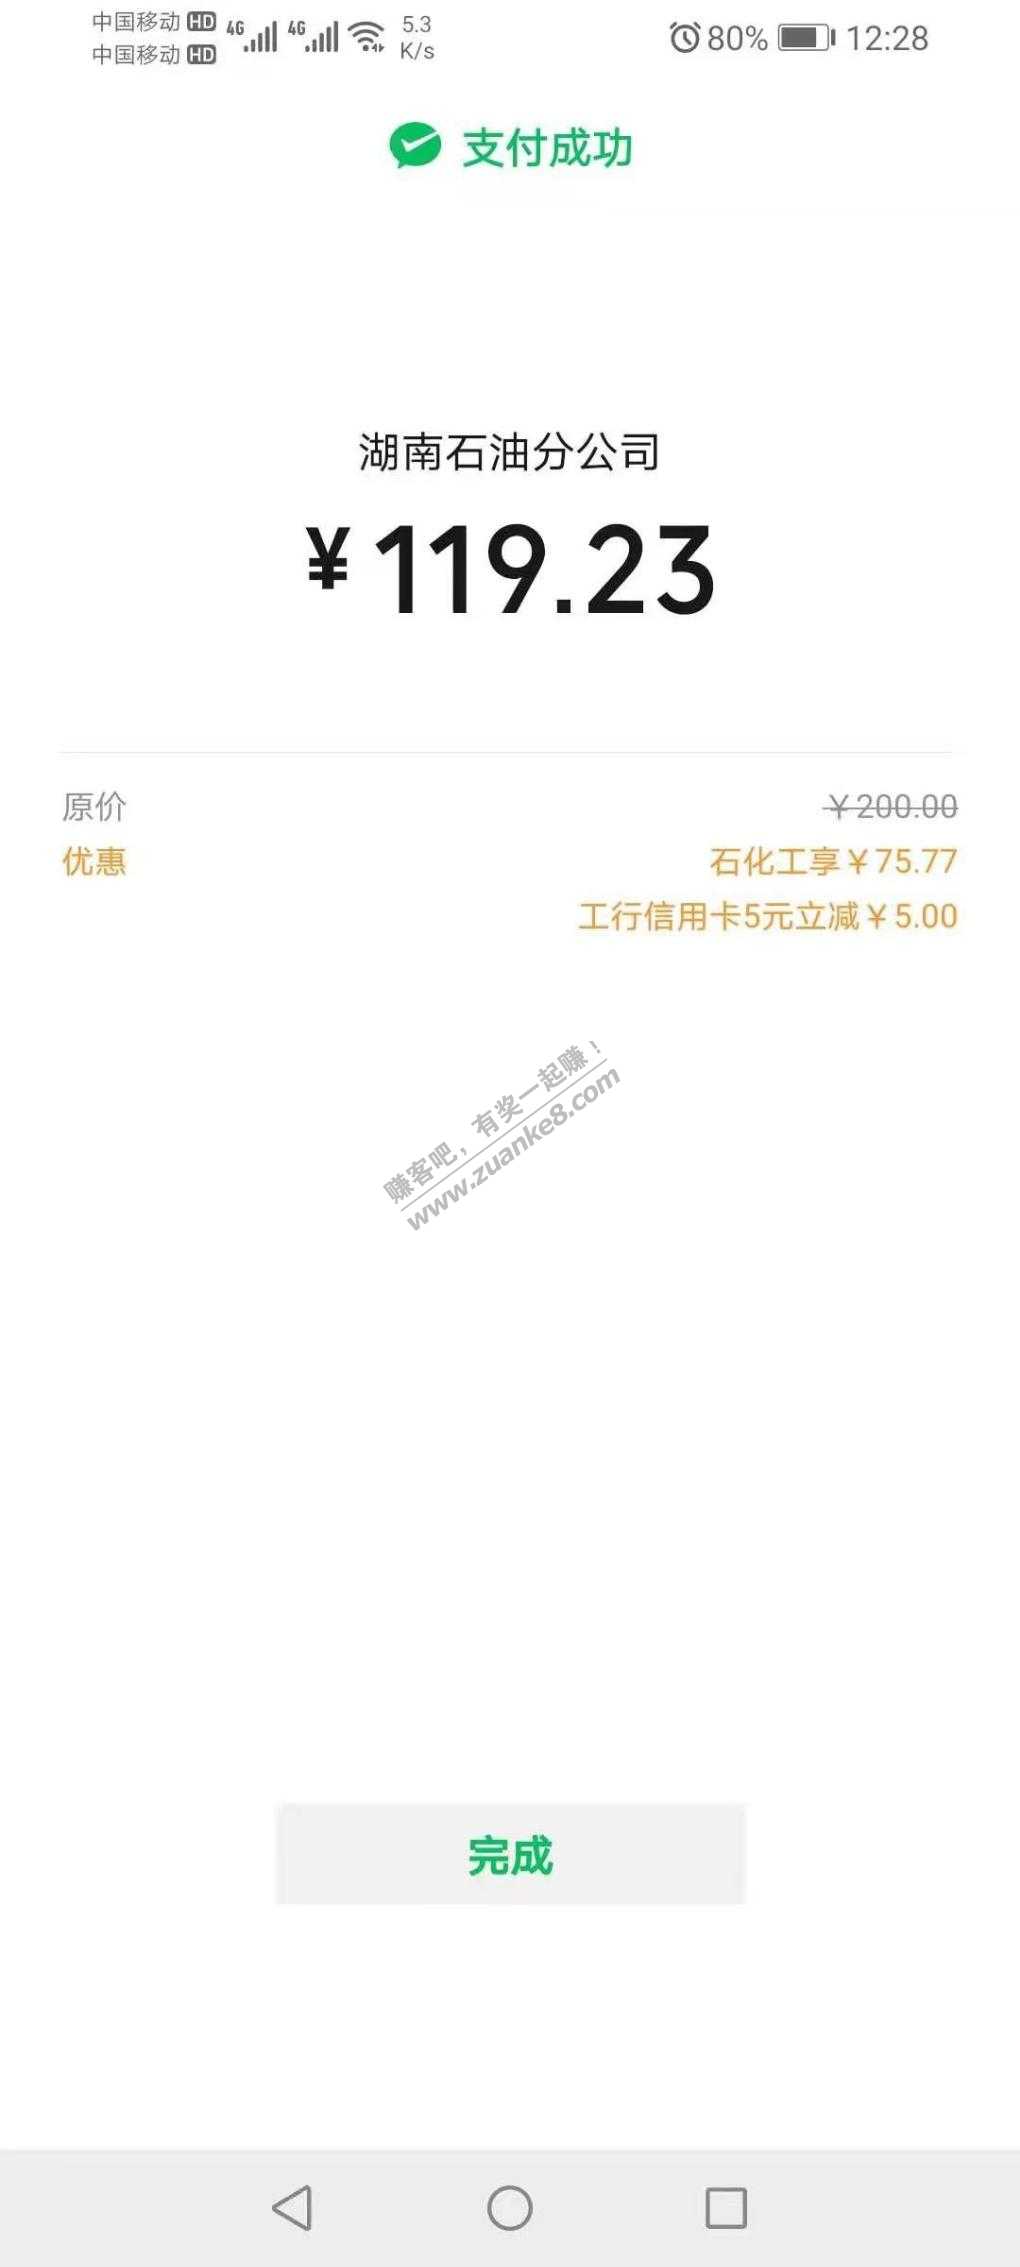 中国移动 HD 4G 4G 5.3
中国移动 HD K/s
80% 12:28
支付成功
湖南石油分公司
¥119.23
原价 ¥200.00
优惠 石化工享¥75.77
工行信用卡5元立减¥5.00
赚客吧，有奖一起赚！
www.zuanke8.com
完成